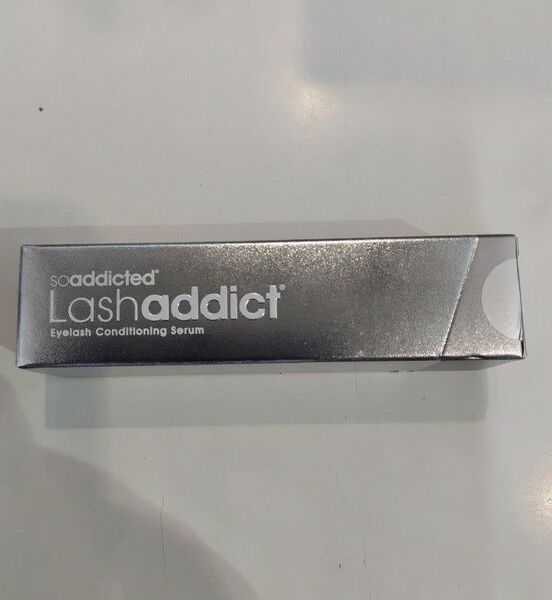 soaddicted®
Lashaddict®
Eyelash Conditioning Serum